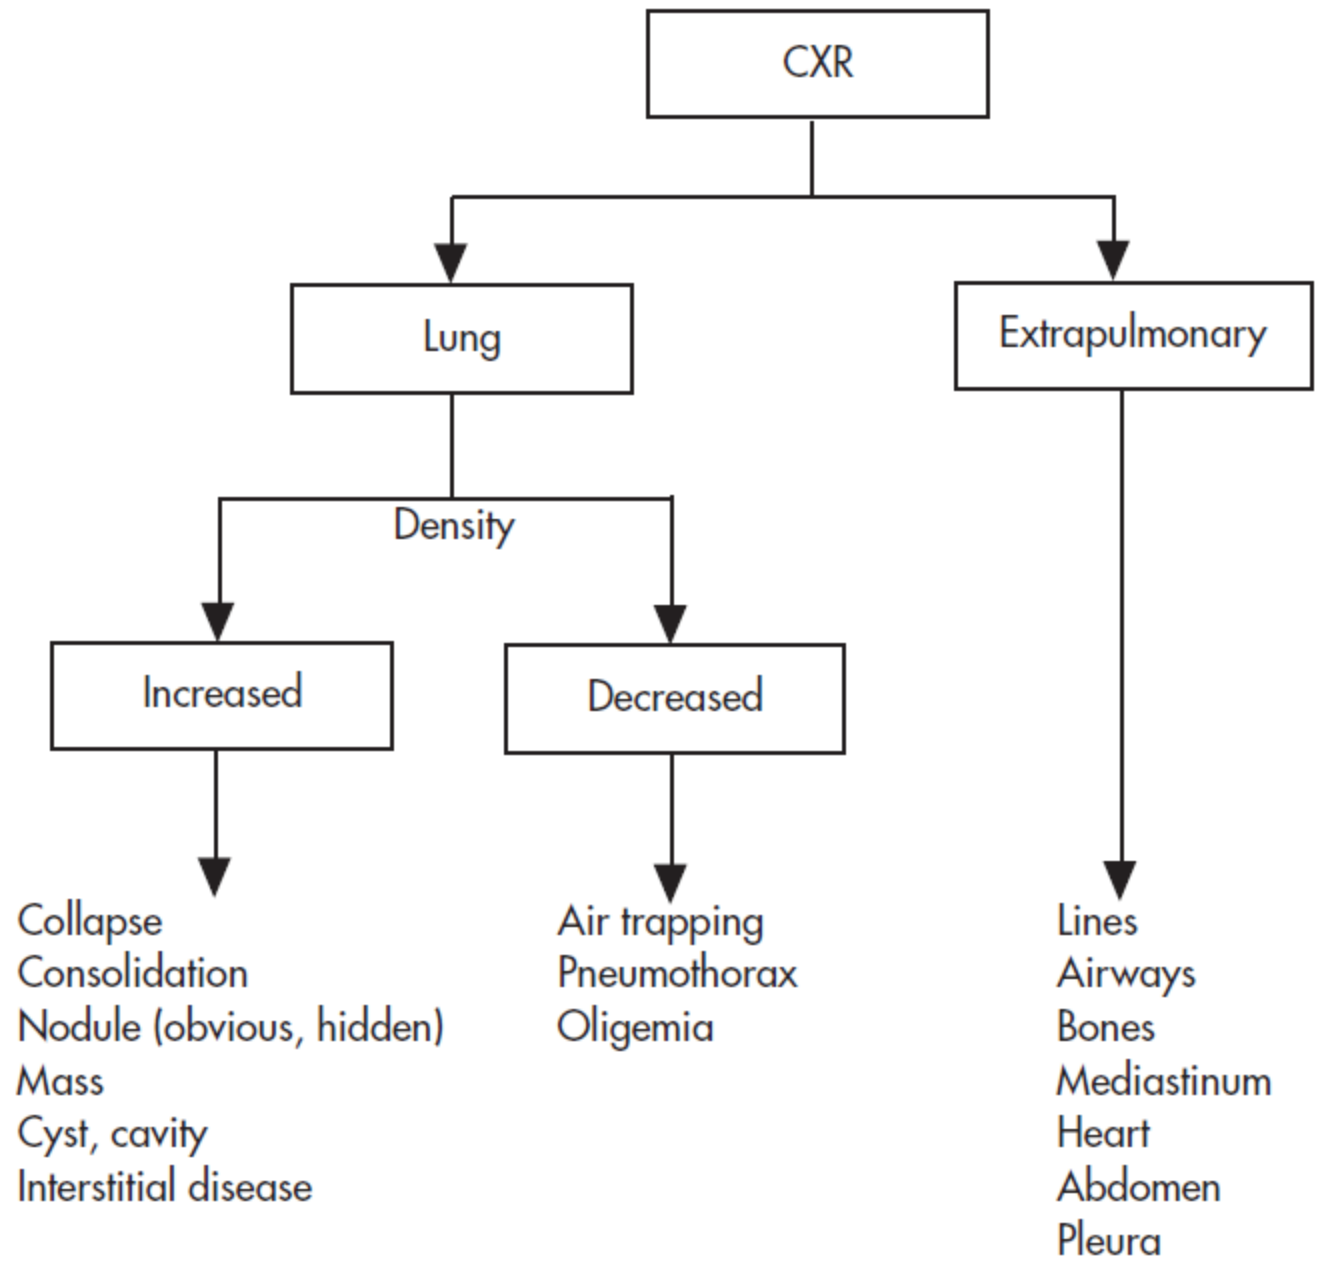 CXR
Lung
Extrapulmonary
Density
Increased
Decreased
Collapse
Consolidation
Nodule (obvious, hidden)
Mass
Cyst, cavity
Interstitial disease
Air trapping
Pneumothorax
Oligemia
Lines
Airways
Bones
Mediastinum
Heart
Abdomen
Pleura